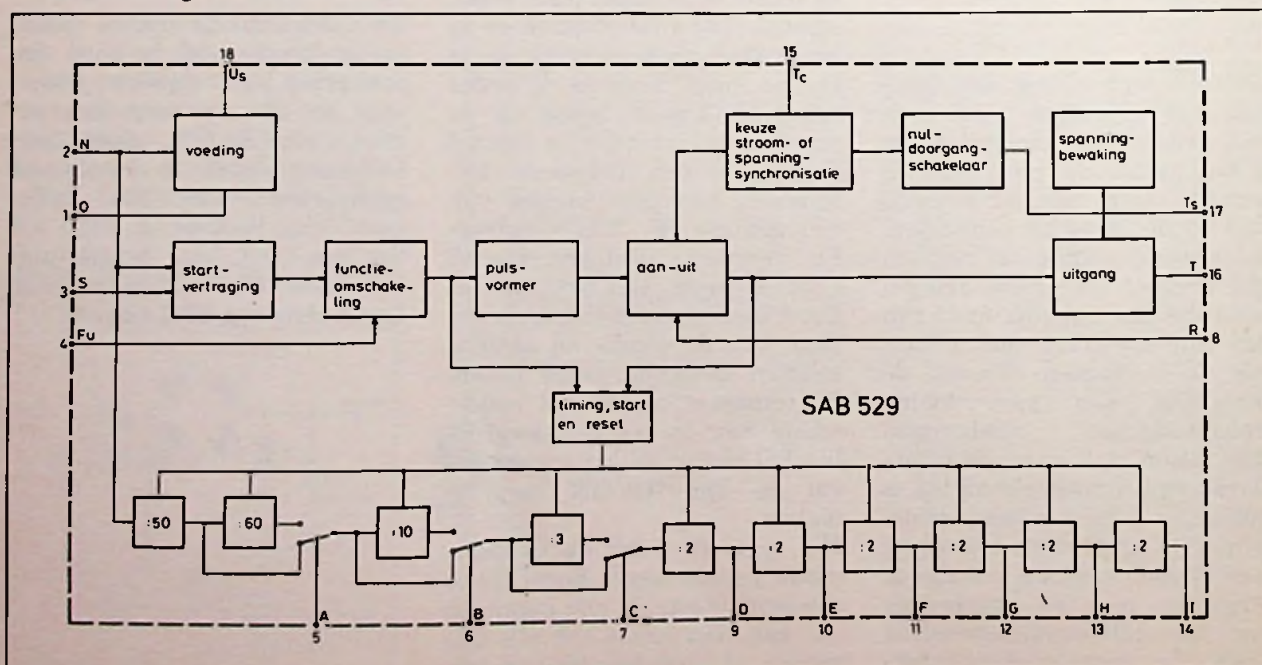 18
Us
15
Tc
2
N
voeding
keuze
stroom- of
spanning-
synchronisatie
nul-
doorgang-
schakelaar
spanning-
bewaking
1
0
Ts
17
3
S
start-
vertraging
functie-
omschake-
ling
puls-
vormer
aan-uit
uitgang
T
16
4
Fu
R
8
timing, start
en reset
SAB 529
:50
:60
:10
:3
:2
:2
:2
:2
:2
:2
A
B
C
D
E
F
G
H
I
5
6
7
9
10
11
12
13
14